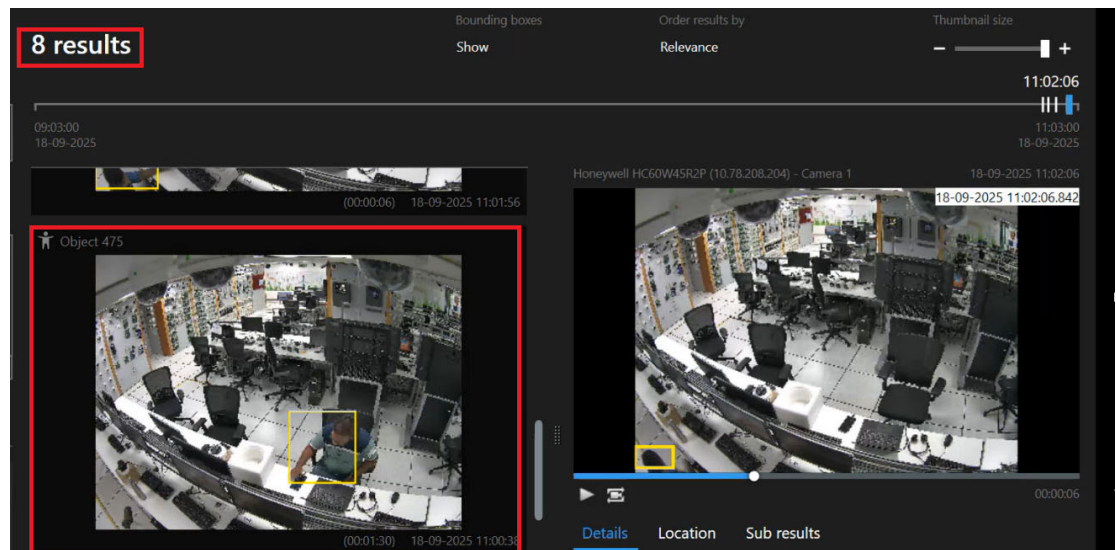 Bounding boxes
Order results by
Thumbnail size
8 results
Show
Relevance
− +
11:02:06
09:03:00
18-09-2025
11:03:00
18-09-2025
(00:00:06) 18-09-2025 11:01:56
Object 475
(00:01:30) 18-09-2025 11:00:38
Honeywell HC60W45R2P (10.78.208.204) - Camera 1
18-09-2025 11:02:06
18-09-2025 11:02:06.842
00:00:06
Details
Location
Sub results